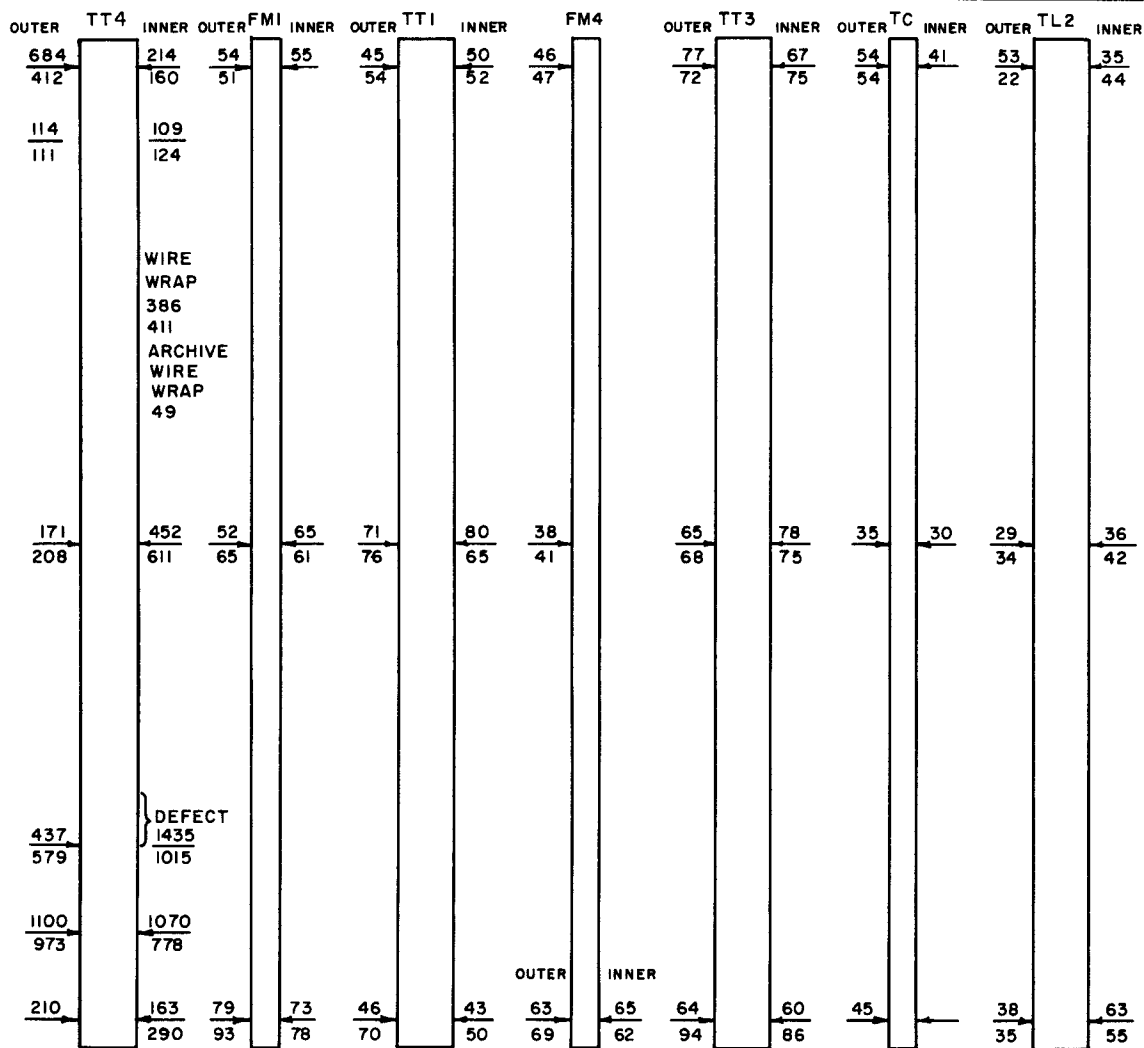 TT4 FM1 TT1 FM4 TT3 TC TL2
OUTER INNER OUTER INNER OUTER INNER OUTER INNER OUTER INNER OUTER INNER
684 214 54 55 45 50 46 77 67 54 41 53 35
412 160 51 54 52 47 72 75 54 22 44
114 109
111 124
WIRE
WRAP
386
411
ARCHIVE
WIRE
WRAP
49
171 452 52 65 71 80 38 65 78 35 30 29 36
208 611 65 61 76 65 41 68 75 34 42
DEFECT
437 1435
579 1015
1100 1070
973 778
OUTER INNER
210 163 79 73 46 43 63 65 64 60 45 38 63
290 93 78 70 50 69 62 94 86 35 55